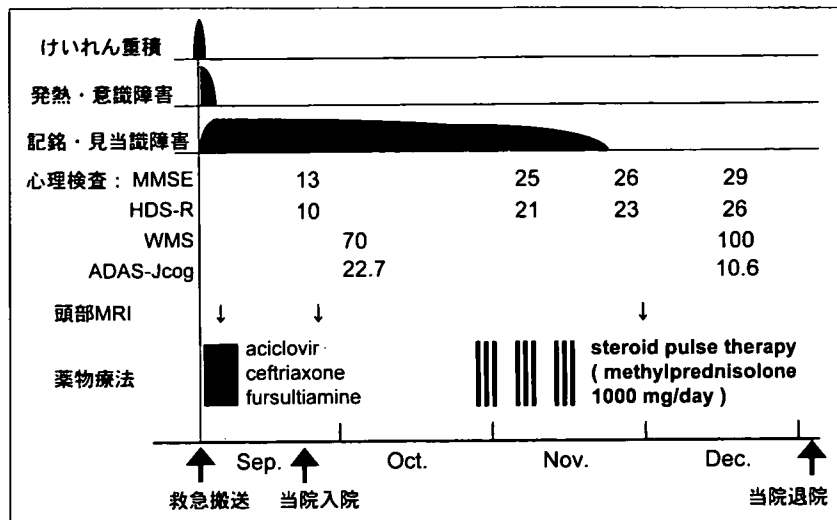 けいれん重積
発熱・意識障害
記銘・見当識障害
心理検査：MMSE 13 25 26 29
HDS-R 10 21 23 26
WMS 70 100
ADAS-Jcog 22.7 10.6
頭部MRI ↓ ↓ ↓
薬物療法
aciclovir
ceftriaxone
fursultiamine
steroid pulse therapy
( methylprednisolone
1000 mg/day )
Sep. Oct. Nov. Dec.
救急搬送 当院入院 当院退院